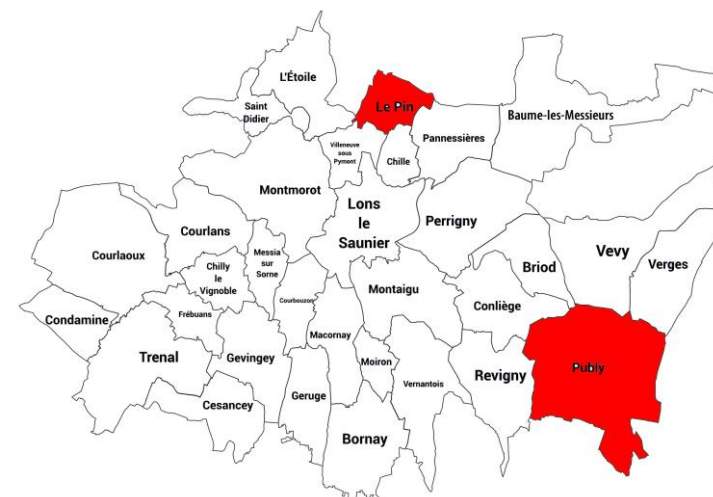 L'Étoile
Le Pin
Saint
Didier
Baume-les-Messieurs
Pannessières
Villeneuve
sous
Pymont
Chille
Montmorot
Lons
le
Saunier
Perrigny
Courlans
Vevy
Courlaoux
Messia
sur
Sorne
Briod
Verges
Chilly
le
Vignoble
Montaigu
Courbouzon
Conliège
Frébuans
Condamine
Macornay
Trenal
Gevingey
Moiron
Publy
Revigny
Vernantois
Geruge
Cesancey
Bornay